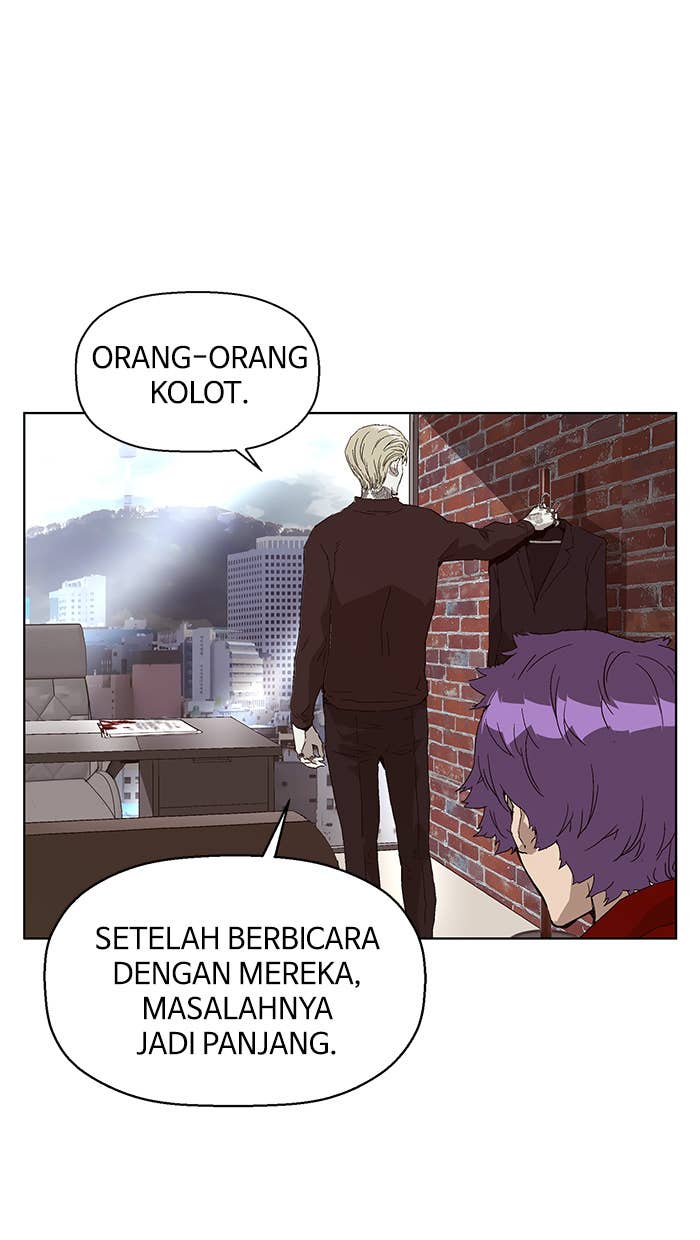 ORANG-ORANG
KOLOT.
SETELAH BERBICARA
DENGAN MEREKA,
MASALAHNYA
JADI PANJANG.